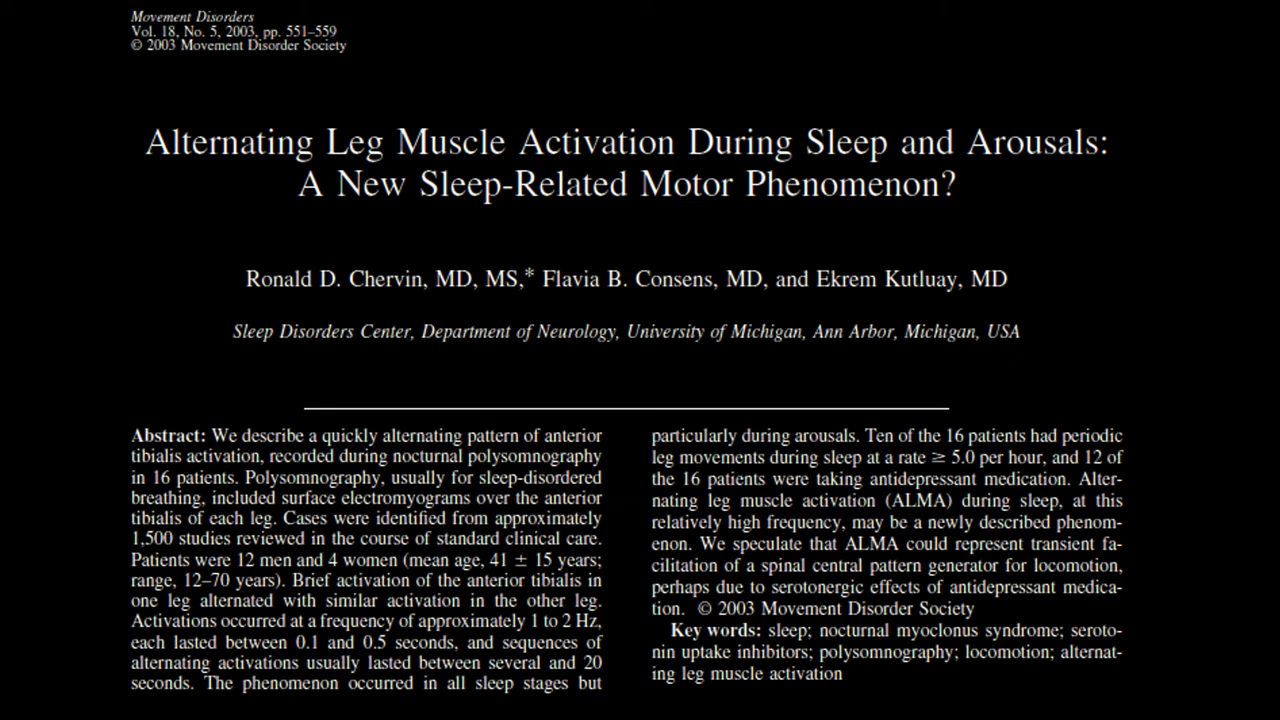 Movement Disorders
Vol. 18, No. 5, 2003, pp. 551–559
© 2003 Movement Disorder Society
Alternating Leg Muscle Activation During Sleep and Arousals:
A New Sleep-Related Motor Phenomenon?
Ronald D. Chervin, MD, MS,* Flavia B. Consens, MD, and Ekrem Kutluay, MD
Sleep Disorders Center, Department of Neurology, University of Michigan, Ann Arbor, Michigan, USA
Abstract: We describe a quickly alternating pattern of anterior
tibialis activation, recorded during nocturnal polysomnography
in 16 patients. Polysomnography, usually for sleep-disordered
breathing, included surface electromyograms over the anterior
tibialis of each leg. Cases were identified from approximately
1,500 studies reviewed in the course of standard clinical care.
Patients were 12 men and 4 women (mean age, 41 ± 15 years;
range, 12–70 years). Brief activation of the anterior tibialis in
one leg alternated with similar activation in the other leg.
Activations occurred at a frequency of approximately 1 to 2 Hz,
each lasted between 0.1 and 0.5 seconds, and sequences of
alternating activations usually lasted between several and 20
seconds. The phenomenon occurred in all sleep stages but
particularly during arousals. Ten of the 16 patients had periodic
leg movements during sleep at a rate ≥ 5.0 per hour, and 12 of
the 16 patients were taking antidepressant medication. Alter-
nating leg muscle activation (ALMA) during sleep, at this
relatively high frequency, may be a newly described phenom-
enon. We speculate that ALMA could represent transient fa-
cilitation of a spinal central pattern generator for locomotion,
perhaps due to serotonergic effects of antidepressant medica-
tion. © 2003 Movement Disorder Society
Key words: sleep; nocturnal myoclonus syndrome; seroto-
nin uptake inhibitors; polysomnography; locomotion; alternat-
ing leg muscle activation